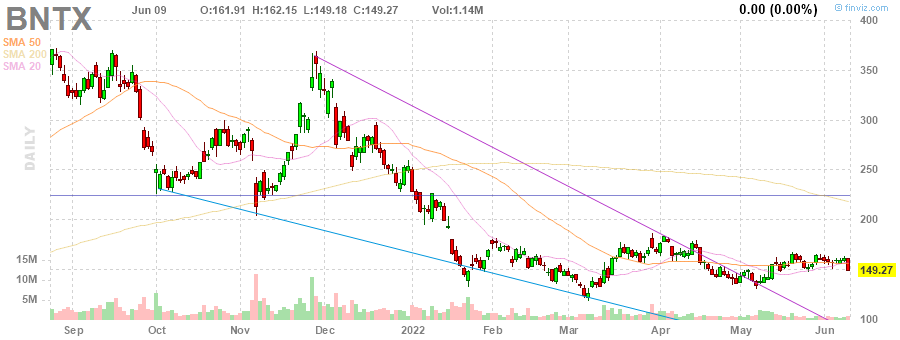 BNTX Jun 09 O:161.91 H:162.15 L:149.18 C:149.27 Vol:1.14M 0.00 (0.00%) finviz.com
SMA 50
SMA 200
SMA 20
DAILY
400
350
300
250
200
149.27
100
15M
10M
5M
Sep Oct Nov Dec 2022 Feb Mar Apr May Jun